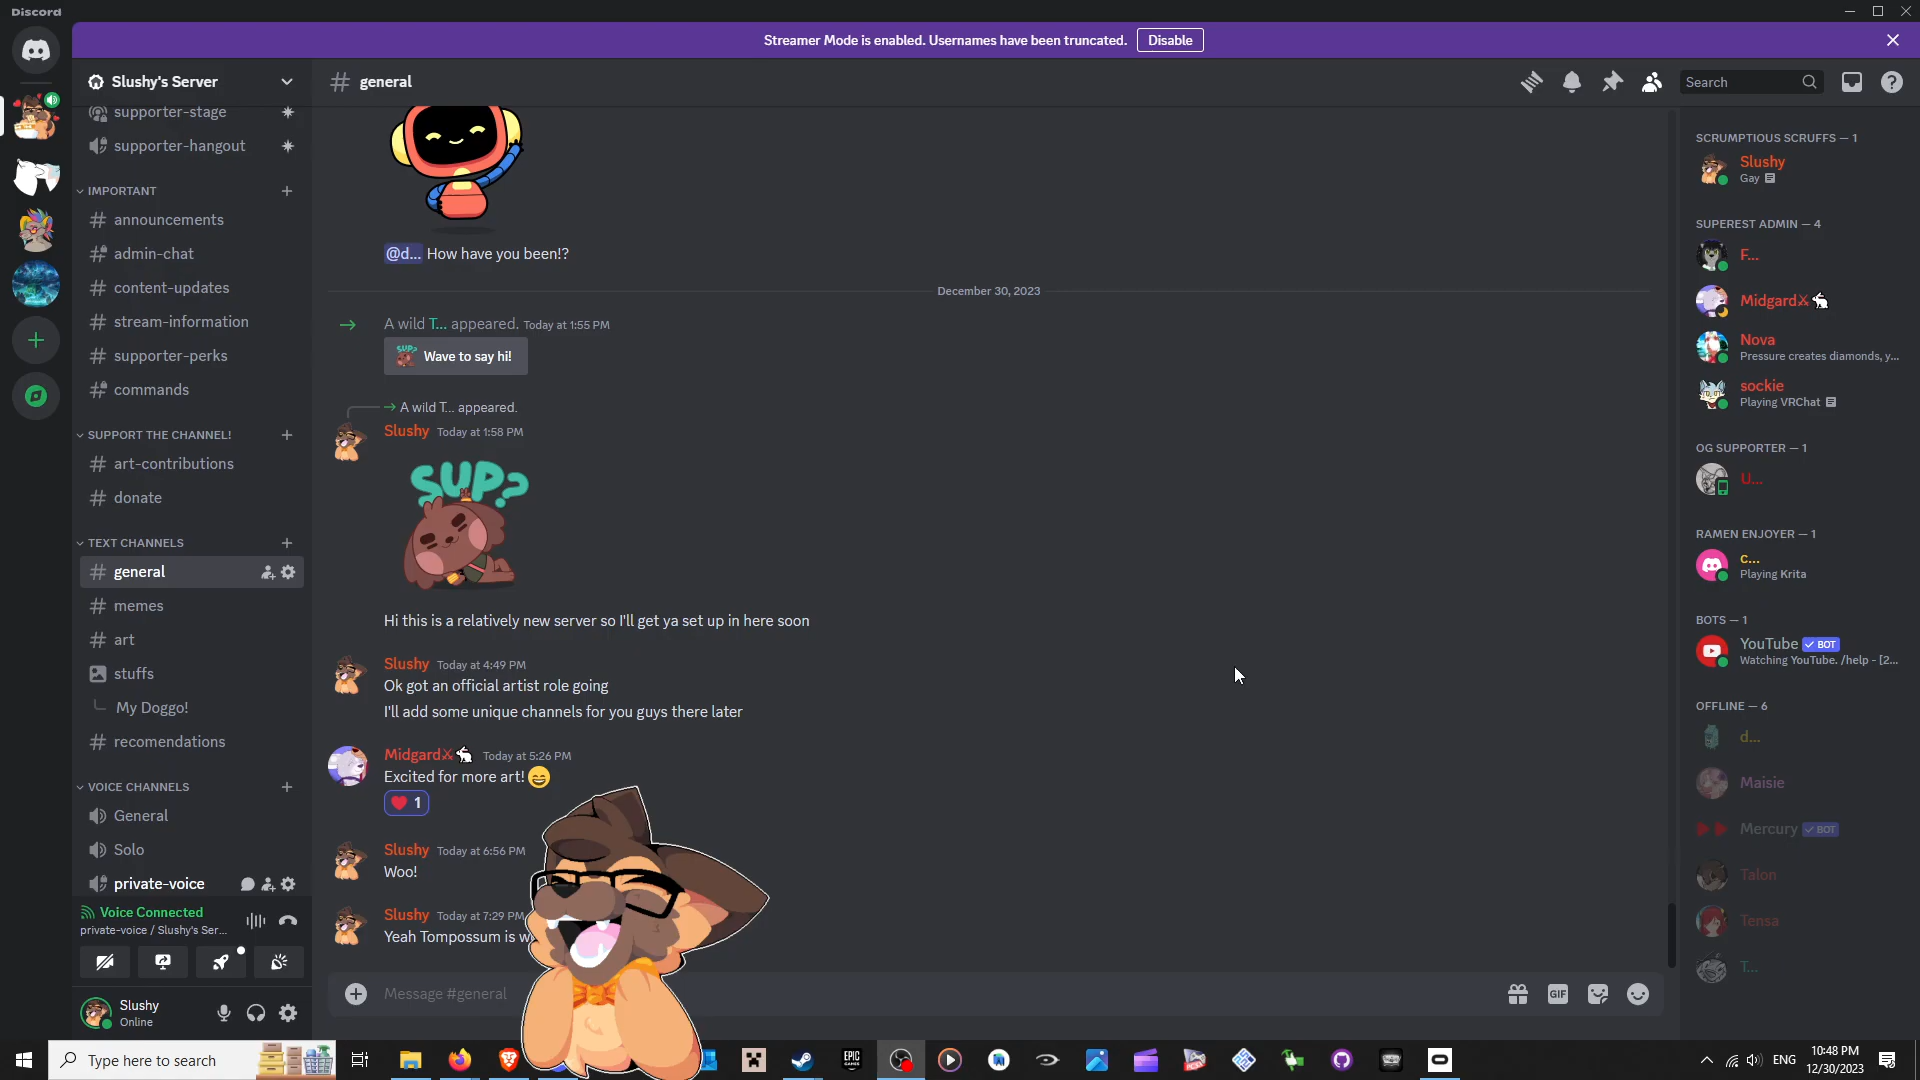 Discord
Streamer Mode is enabled. Usernames have been truncated.
Disable
Slushy's Server
general
Search
supporter-stage
supporter-hangout
IMPORTANT
announcements
admin-chat
content-updates
stream-information
supporter-perks
commands
SUPPORT THE CHANNEL!
art-contributions
donate
TEXT CHANNELS
general
memes
art
stuffs
My Doggo!
recomendations
VOICE CHANNELS
General
Solo
private-voice
Voice Connected
private-voice / Slushy's Ser...
Slushy
Online
@d... How have you been!?
December 30, 2023
A wild T... appeared. Today at 1:55 PM
SUP? Wave to say hi!
A wild T... appeared.
Slushy Today at 1:58 PM
SUP?
Hi this is a relatively new server so I'll get ya set up in here soon
Slushy Today at 4:49 PM
Ok got an official artist role going
I'll add some unique channels for you guys there later
Midgard Today at 5:26 PM
Excited for more art!
1
Slushy Today at 6:56 PM
Woo!
Slushy Today at 7:29 PM
Yeah Tompossum is w
Message #general
GIF
SCRUMPTIOUS SCRUFFS — 1
Slushy
Gay
SUPEREST ADMIN — 4
F...
Midgard
Nova
Pressure creates diamonds, y...
sockie
Playing VRChat
OG SUPPORTER — 1
U...
RAMEN ENJOYER — 1
c...
Playing Krita
BOTS — 1
YouTube BOT
Watching YouTube. /help - [2...
OFFLINE — 6
d...
Maisie
Mercury BOT
Talon
Tensa
T...
Type here to search
EPIC
GAMES
ENG
10:48 PM
12/30/2023